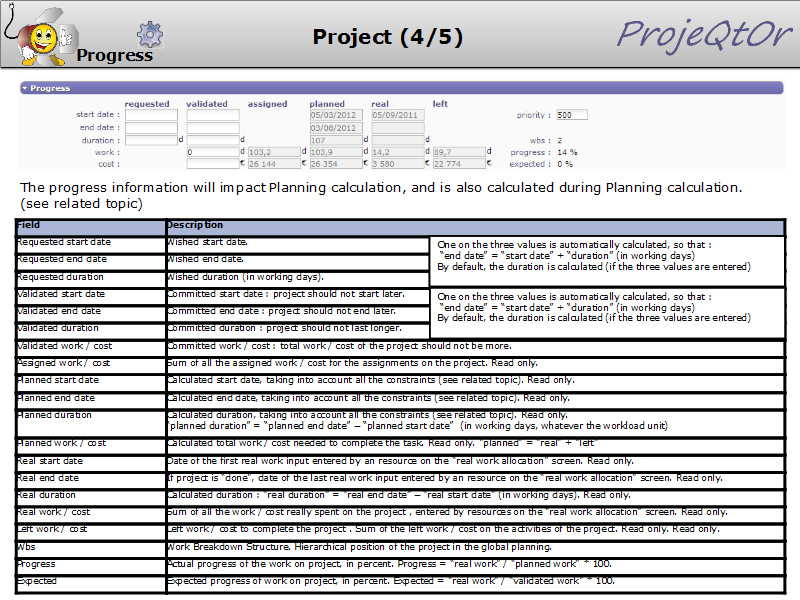 Progress
Project (4/5)
ProjeQtOr
Progress
requested validated assigned planned real left
start date : 05/03/2012 05/09/2011 priority : 500
end date : 03/08/2012
duration : d d 107 d d wbs : 2
work : 0 d 103,2 d 103,9 d 14,2 d 89,7 d progress : 14 %
cost : € 26 144 € 26 354 € 3 580 € 22 774 € expected : 0 %
The progress information will impact Planning calculation, and is also calculated during Planning calculation.
(see related topic)
Field Description
Requested start date Wished start date.
Requested end date Wished end date.
Requested duration Wished duration (in working days).
One on the three values is automatically calculated, so that :
“end date” = “start date” + “duration” (in working days)
By default, the duration is calculated (if the three values are entered)
Validated start date Committed start date : project should not start later.
Validated end date Committed end date : project should not end later.
Validated duration Committed duration : project should not last longer.
One on the three values is automatically calculated, so that :
“end date” = “start date” + “duration” (in working days)
By default, the duration is calculated (if the three values are entered)
Validated work / cost Committed work / cost : total work / cost of the project should not be more.
Assigned work / cost Sum of all the assigned work / cost for the assignments on the project. Read only.
Planned start date Calculated start date, taking into account all the constraints (see related topic). Read only.
Planned end date Calculated end date, taking into account all the constraints (see related topic). Read only.
Planned duration Calculated duration, taking into account all the constraints (see related topic). Read only.
“planned duration” = “planned end date” – “planned start date” (in working days, whatever the workload unit)
Planned work / cost Calculated total work / cost needed to complete the task. Read only. “planned” = “real” + “left”
Real start date Date of the first real work input entered by an resource on the “real work allocation” screen. Read only.
Real end date If project is “done”, date of the last real work input entered by an resource on the “real work allocation” screen. Read only.
Real duration Calculated duration : “real duration” = “real end date” – “real start date” (in working days). Read only.
Real work / cost Sum of all the work / cost really spent on the project , entered by resources on the “real work allocation” screen. Read only.
Left work / cost Left work / cost to complete the project . Sum of the left work / cost on the activities of the project. Read only. Read only.
Wbs Work Breakdown Structure. Hierarchical position of the project in the global planning.
Progress Actual progress of the work on project, in percent. Progress = “real work” / “planned work” * 100.
Expected Expected progress of work on project, in percent. Expected = “real work” / “validated work” * 100.